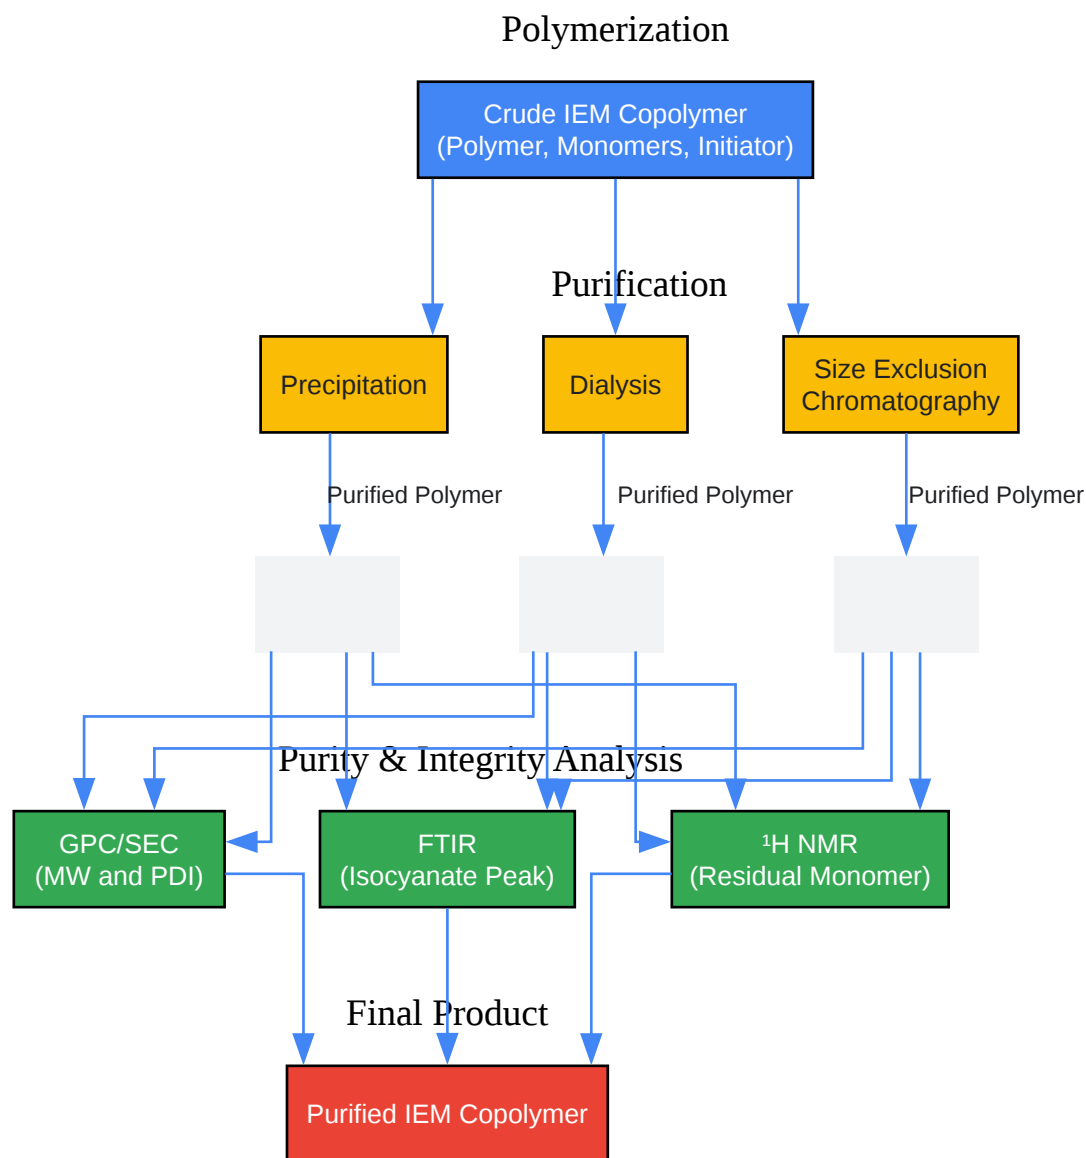 Polymerization
Crude IEM Copolymer
(Polymer, Monomers, Initiator)
Purification
Precipitation
Dialysis
Size Exclusion
Chromatography
Purified Polymer
Purified Polymer
Purified Polymer
Purity & Integrity Analysis
GPC/SEC
(MW and PDI)
FTIR
(Isocyanate Peak)
¹H NMR
(Residual Monomer)
Final Product
Purified IEM Copolymer